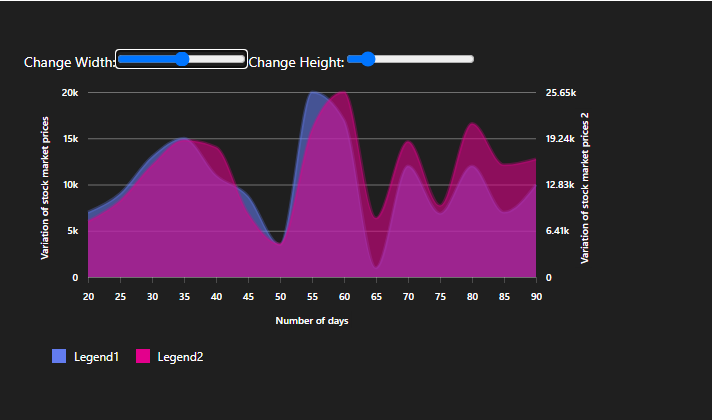 Change Width: Change Height:
20k 25.65k
15k 19.24k
10k 12.83k
5k 6.41k
0 0
Variation of stock market prices
Variation of stock market prices 2
20 25 30 35 40 45 50 55 60 65 70 75 80 85 90
Number of days
Legend1 Legend2